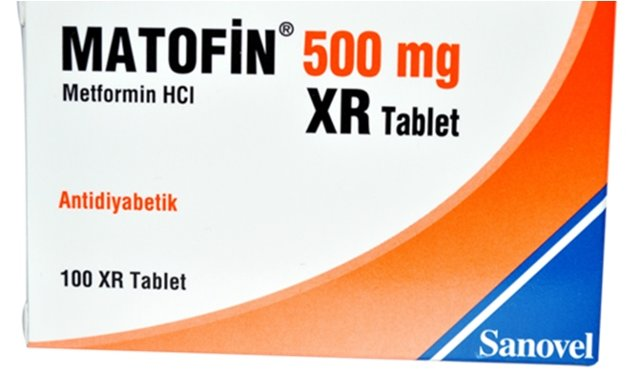 MATOFİN® 500 mg
Metformin HCl
XR Tablet
Antidiyabetik
100 XR Tablet
Sanovel